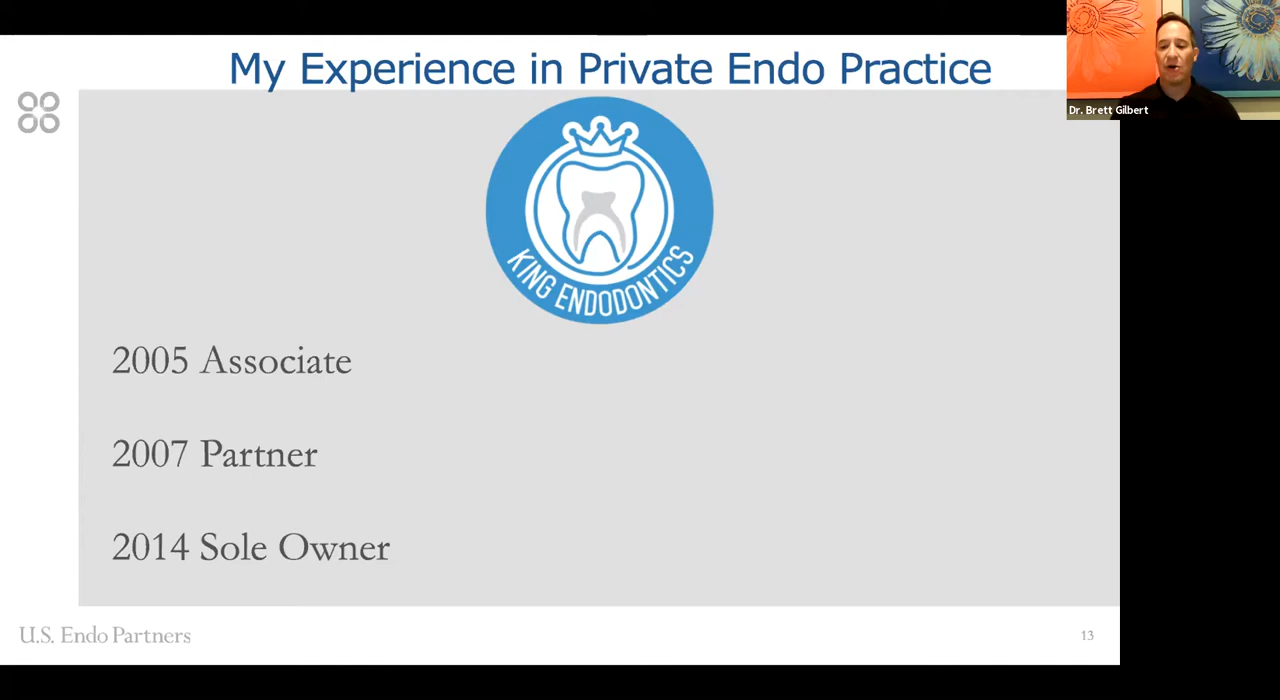 My Experience in Private Endo Practice
Dr. Brett Gilbert
KING ENDODONTICS
2005 Associate
2007 Partner
2014 Sole Owner
U.S. Endo Partners
13